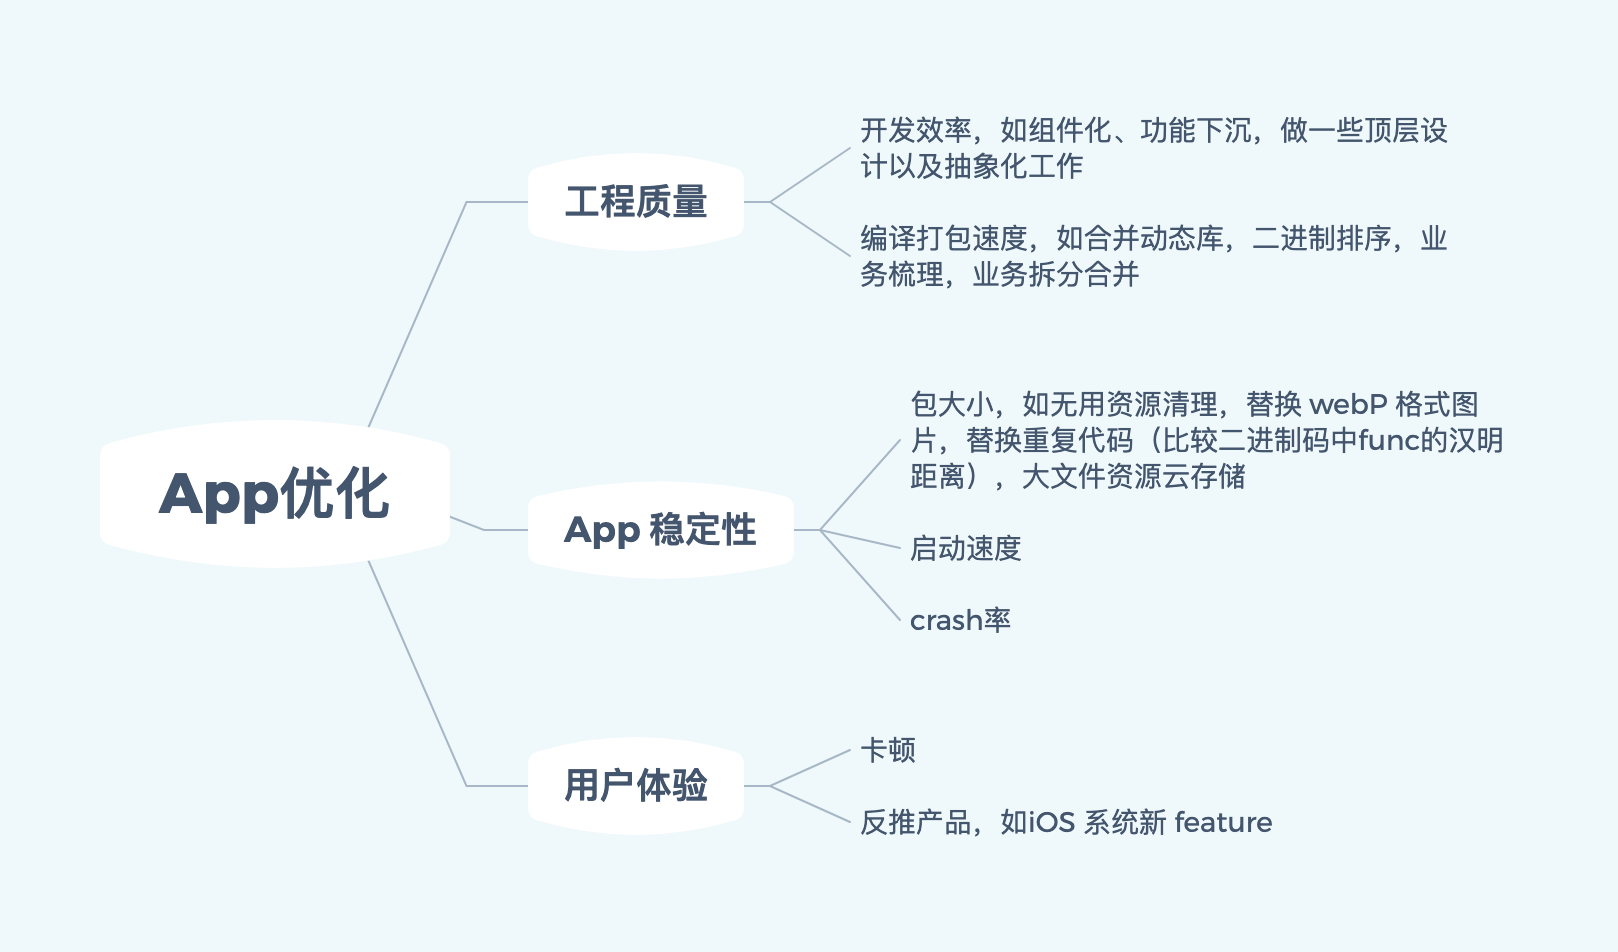 App优化
工程质量
开发效率，如组件化、功能下沉，做一些顶层设
计以及抽象化工作
编译打包速度，如合并动态库，二进制排序，业
务梳理，业务拆分合并
App 稳定性
包大小，如无用资源清理，替换 webP 格式图
片，替换重复代码（比较二进制码中func的汉明
距离），大文件资源云存储
启动速度
crash率
用户体验
卡顿
反推产品，如iOS 系统新 feature